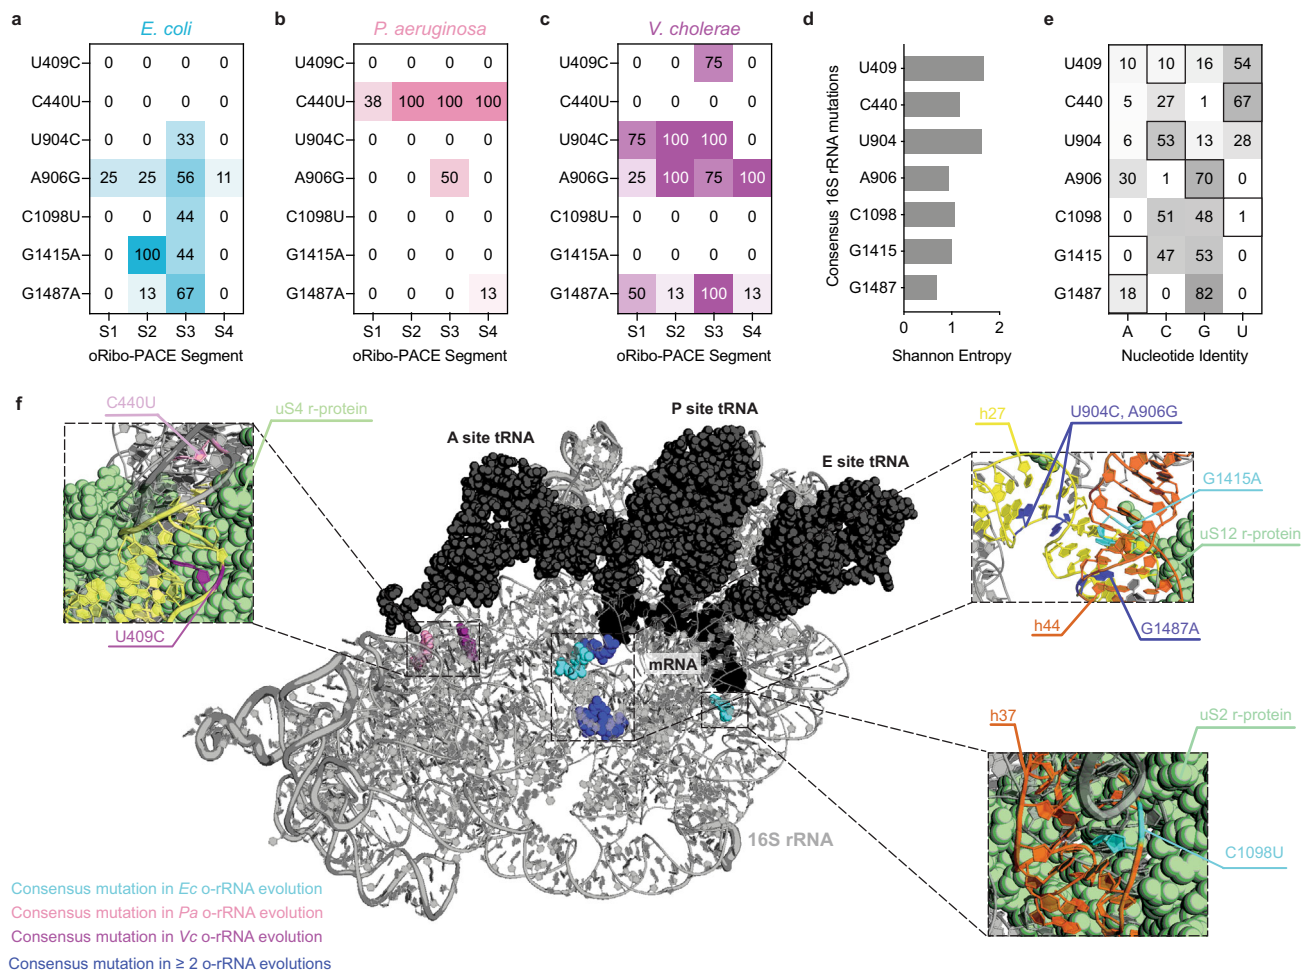 a
E. coli
U409C 0 0 0 0
C440U 0 0 0 0
U904C 0 0 33 0
A906G 25 25 56 11
C1098U 0 0 44 0
G1415A 0 100 44 0
G1487A 0 13 67 0
S1 S2 S3 S4
oRibo-PACE Segment
b
P. aeruginosa
U409C 0 0 0 0
C440U 38 100 100 100
U904C 0 0 0 0
A906G 0 0 50 0
C1098U 0 0 0 0
G1415A 0 0 0 0
G1487A 0 0 0 13
S1 S2 S3 S4
oRibo-PACE Segment
c
V. cholerae
U409C 0 0 75 0
C440U 0 0 0 0
U904C 75 100 100 0
A906G 25 100 75 100
C1098U 0 0 0 0
G1415A 0 0 0 0
G1487A 50 13 100 13
S1 S2 S3 S4
oRibo-PACE Segment
d
Consensus 16S rRNA mutations
U409
C440
U904
A906
C1098
G1415
G1487
0 1 2
Shannon Entropy
e
U409 10 10 16 54
C440 5 27 1 67
U904 6 53 13 28
A906 30 1 70 0
C1098 0 51 48 1
G1415 0 47 53 0
G1487 18 0 82 0
A C G U
Nucleotide Identity
f
C440U
uS4 r-protein
U409C
A site tRNA
P site tRNA
E site tRNA
mRNA
16S rRNA
h27
U904C, A906G
G1415A
uS12 r-protein
h44
G1487A
h37
uS2 r-protein
C1098U
Consensus mutation in Ec o-rRNA evolution
Consensus mutation in Pa o-rRNA evolution
Consensus mutation in Vc o-rRNA evolution
Consensus mutation in ≥ 2 o-rRNA evolutions